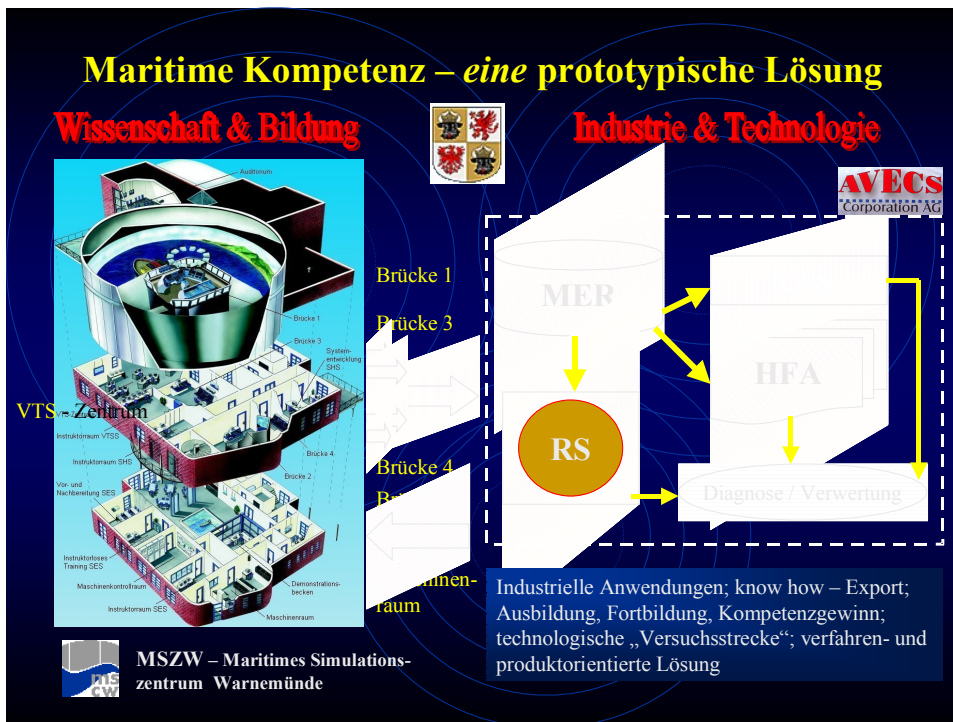 Maritime Kompetenz – eine prototypische Lösung
Wissenschaft & Bildung
Industrie & Technologie
AVECs
Corporation AG
Auditorium
Brücke 1
Brücke 3
System-
entwicklung
SHS
VTS - Zentrum
Instruktorraum VTSS
Instruktorraum SHS
Brücke 4
Brücke 2
Vor- und
Nachbereitung SES
Instruktorloses
Training SES
Maschinenkontrollraum
Instruktorraum SES
Demonstrations-
becken
Maschinenraum
Brücke 1
Brücke 3
Brücke 4
raum
MER
RS
HFA
Diagnose / Verwertung
Industrielle Anwendungen; know how – Export;
Ausbildung, Fortbildung, Kompetenzgewinn;
technologische „Versuchsstrecke“; verfahren- und
produktorientierte Lösung
ms
cw
MSZW – Maritimes Simulations-
zentrum Warnemünde